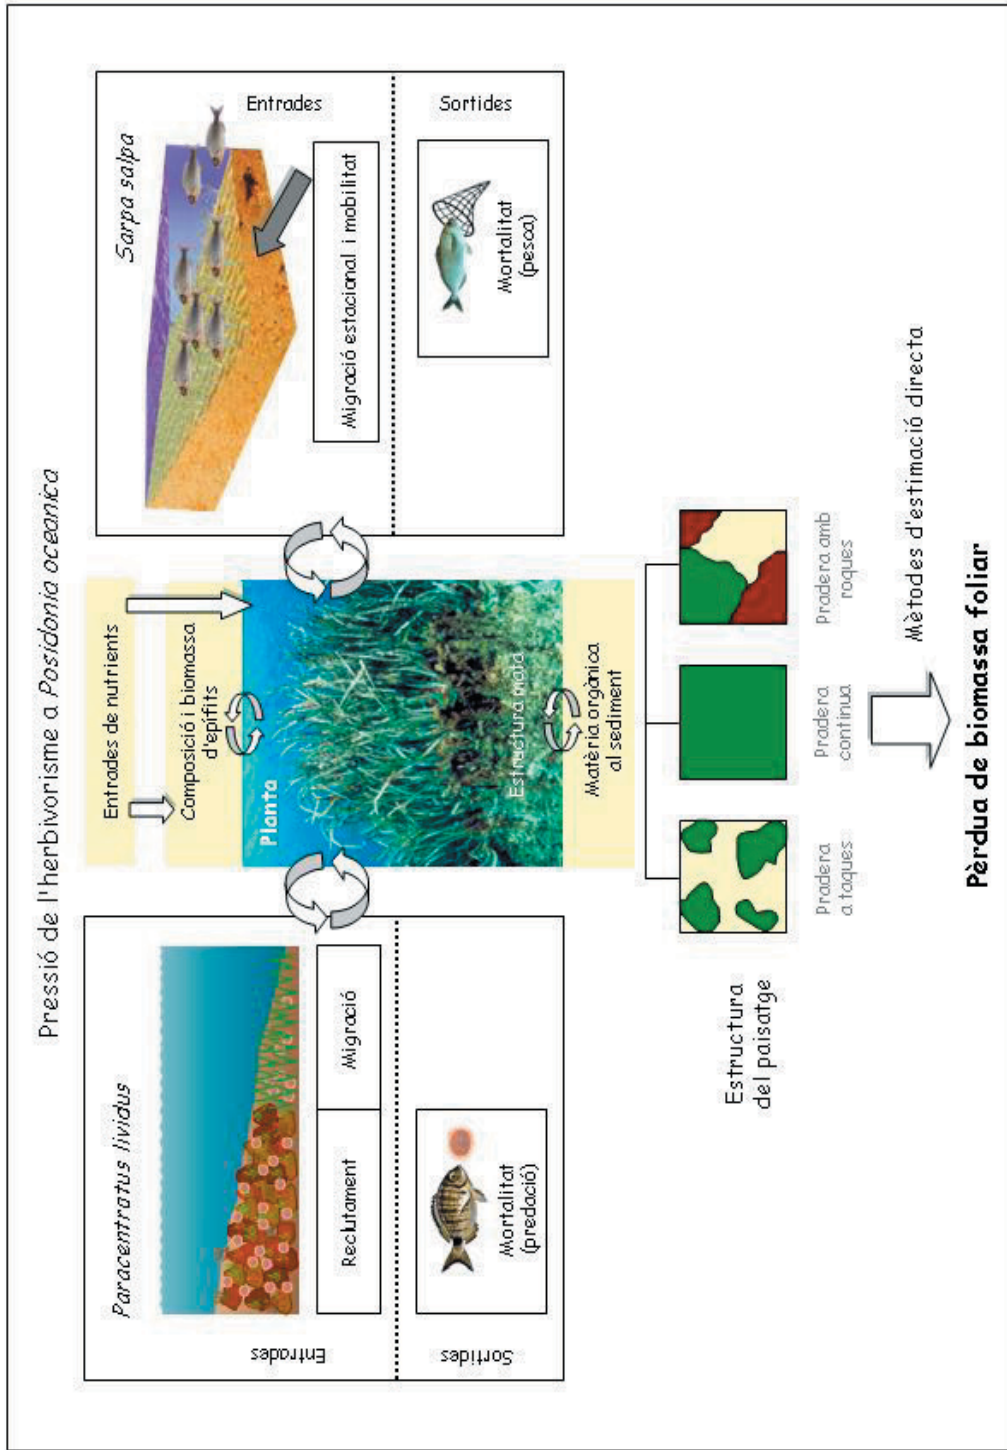 Pressió de l'herbivorisme a Posidonia oceanica
Paracentrotus lividus
Entrades
Reclutament
Migració
Sortides
Mortalitat
(predació)
Entrades de nutrients
Composició i biomassa
d'epífits
Planta
Estructura mata
Matèria orgànica
al sediment
Sarpa salpa
Entrades
Migració estacional i mobilitat
Sortides
Mortalitat
(pesca)
Estructura
del paisatge
Pradera
a taques
Pradera
contínua
Pradera amb
roques
Mètodes d'estimació directa
Pèrdua de biomassa foliar